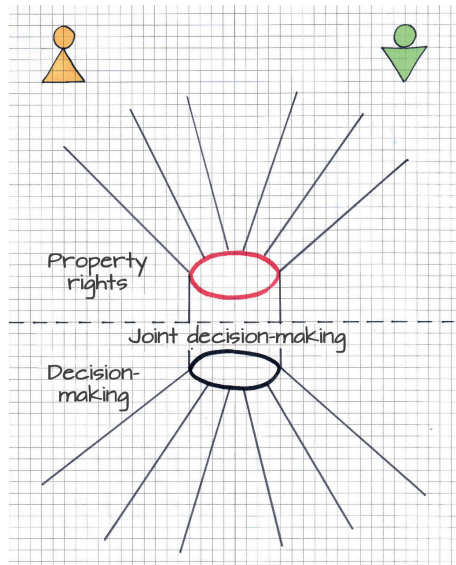 Property
rights
Joint decision-making
Decision-
making